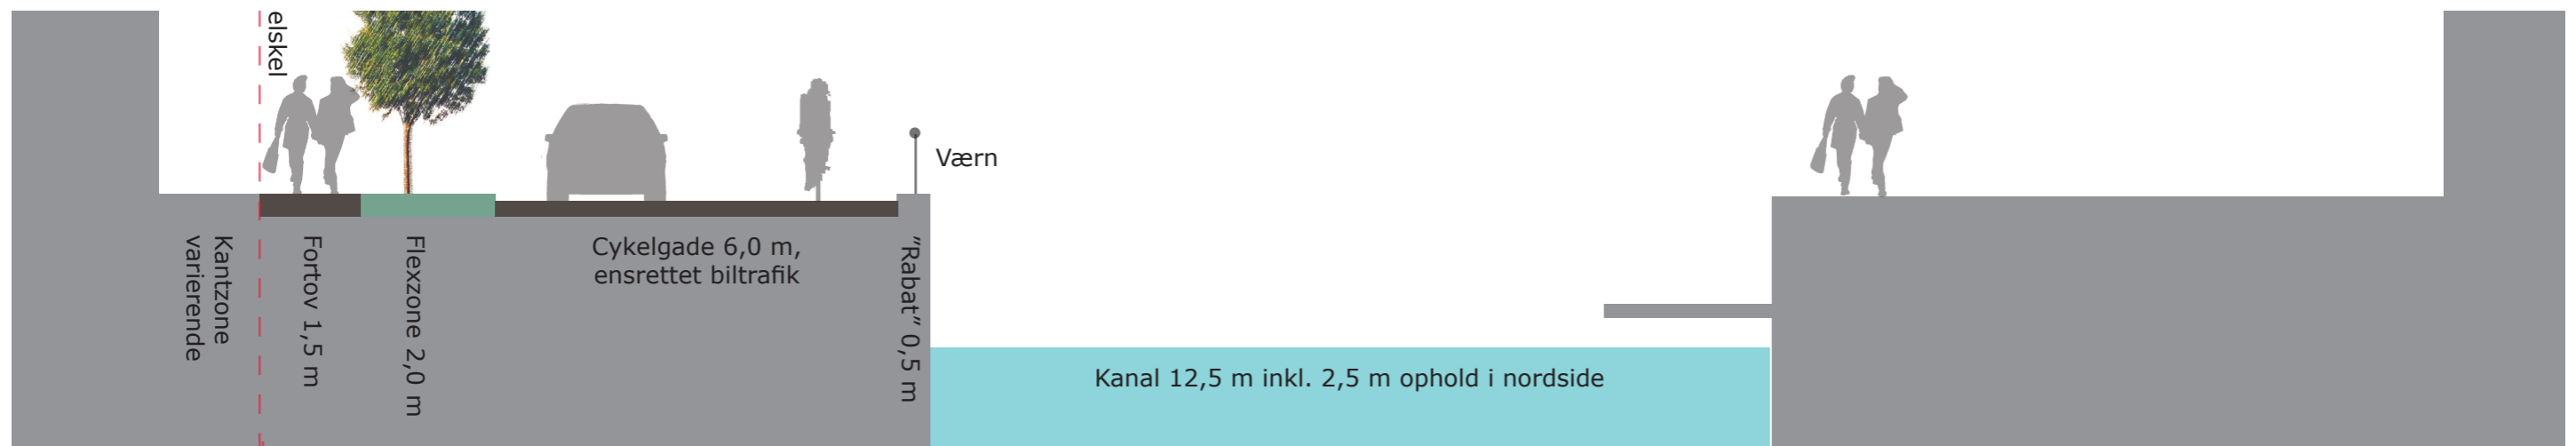 elskel
Værn
Kantzone
varierende
Fortov 1,5 m
Flexzone 2,0 m
Cykelgade 6,0 m,
ensrettet biltrafik
”Rabat” 0,5 m
Kanal 12,5 m inkl. 2,5 m ophold i nordside